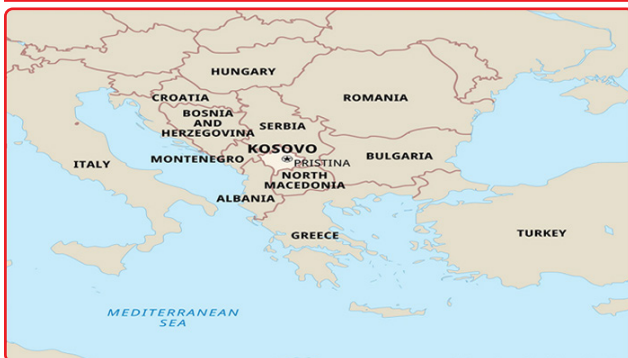 HUNGARY
CROATIA
ROMANIA
BOSNIA
AND
HERZEGOVINA
SERBIA
KOSOVO
PRISTINA
MONTENEGRO
BULGARIA
ITALY
NORTH
MACEDONIA
ALBANIA
GREECE
TURKEY
MEDITERRANEAN
SEA